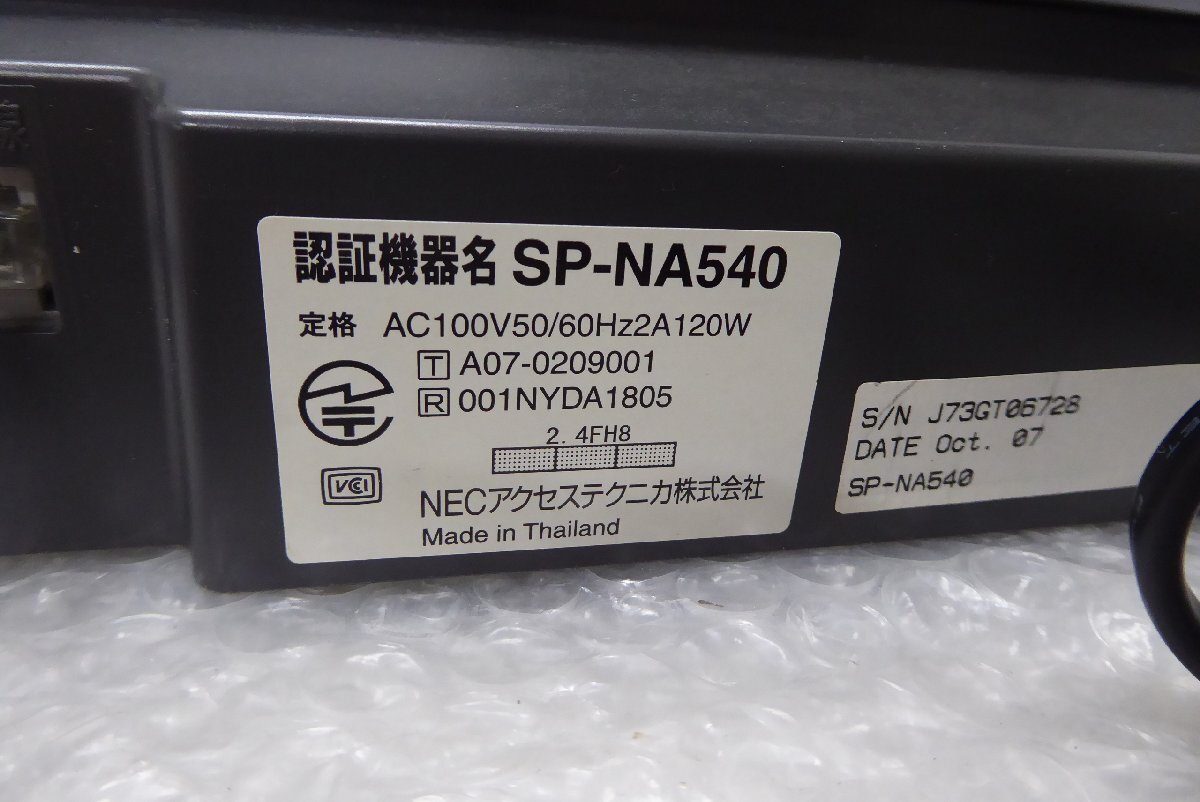 認証機器名 SP-NA540
定格 AC100V50/60Hz2A120W
T A07-0209001
R 001NYDA1805
2.4FH8
VCCI
NECアクセステクニカ株式会社
Made in Thailand
S/N J73GT06728
DATE Oct. 07
SP-NA540